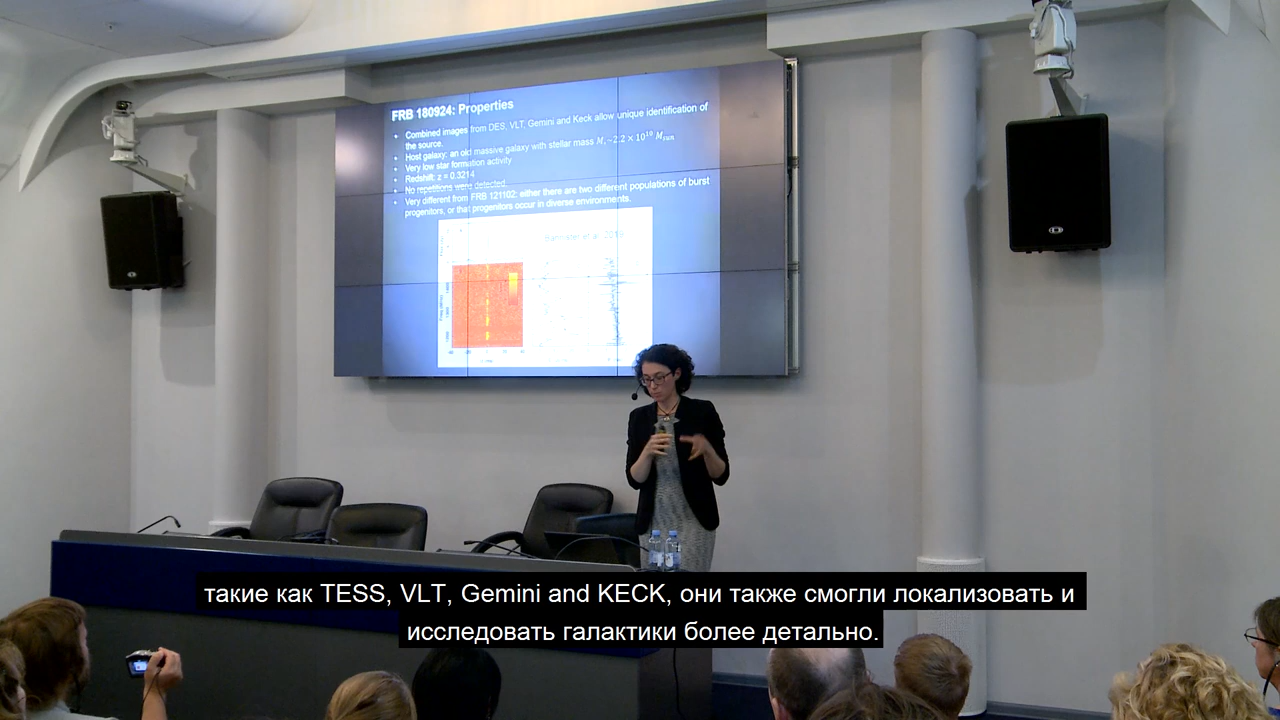 FRB 180924: Properties
Combined images from DES, VLT, Gemini and Keck allow unique identification of
the source.
Host galaxy: an old massive galaxy with stellar mass M, ~2.2 × 10¹⁰ Msun
Very low star formation activity
Redshift: z = 0.3214
No repetitions were detected.
Very different from FRB 121102: either there are two different populations of burst
progenitors, or that progenitors occur in diverse environments.
Bannister et al. 2019
такие как TESS, VLT, Gemini and KECK, они также смогли локализовать и
исследовать галактики более детально.